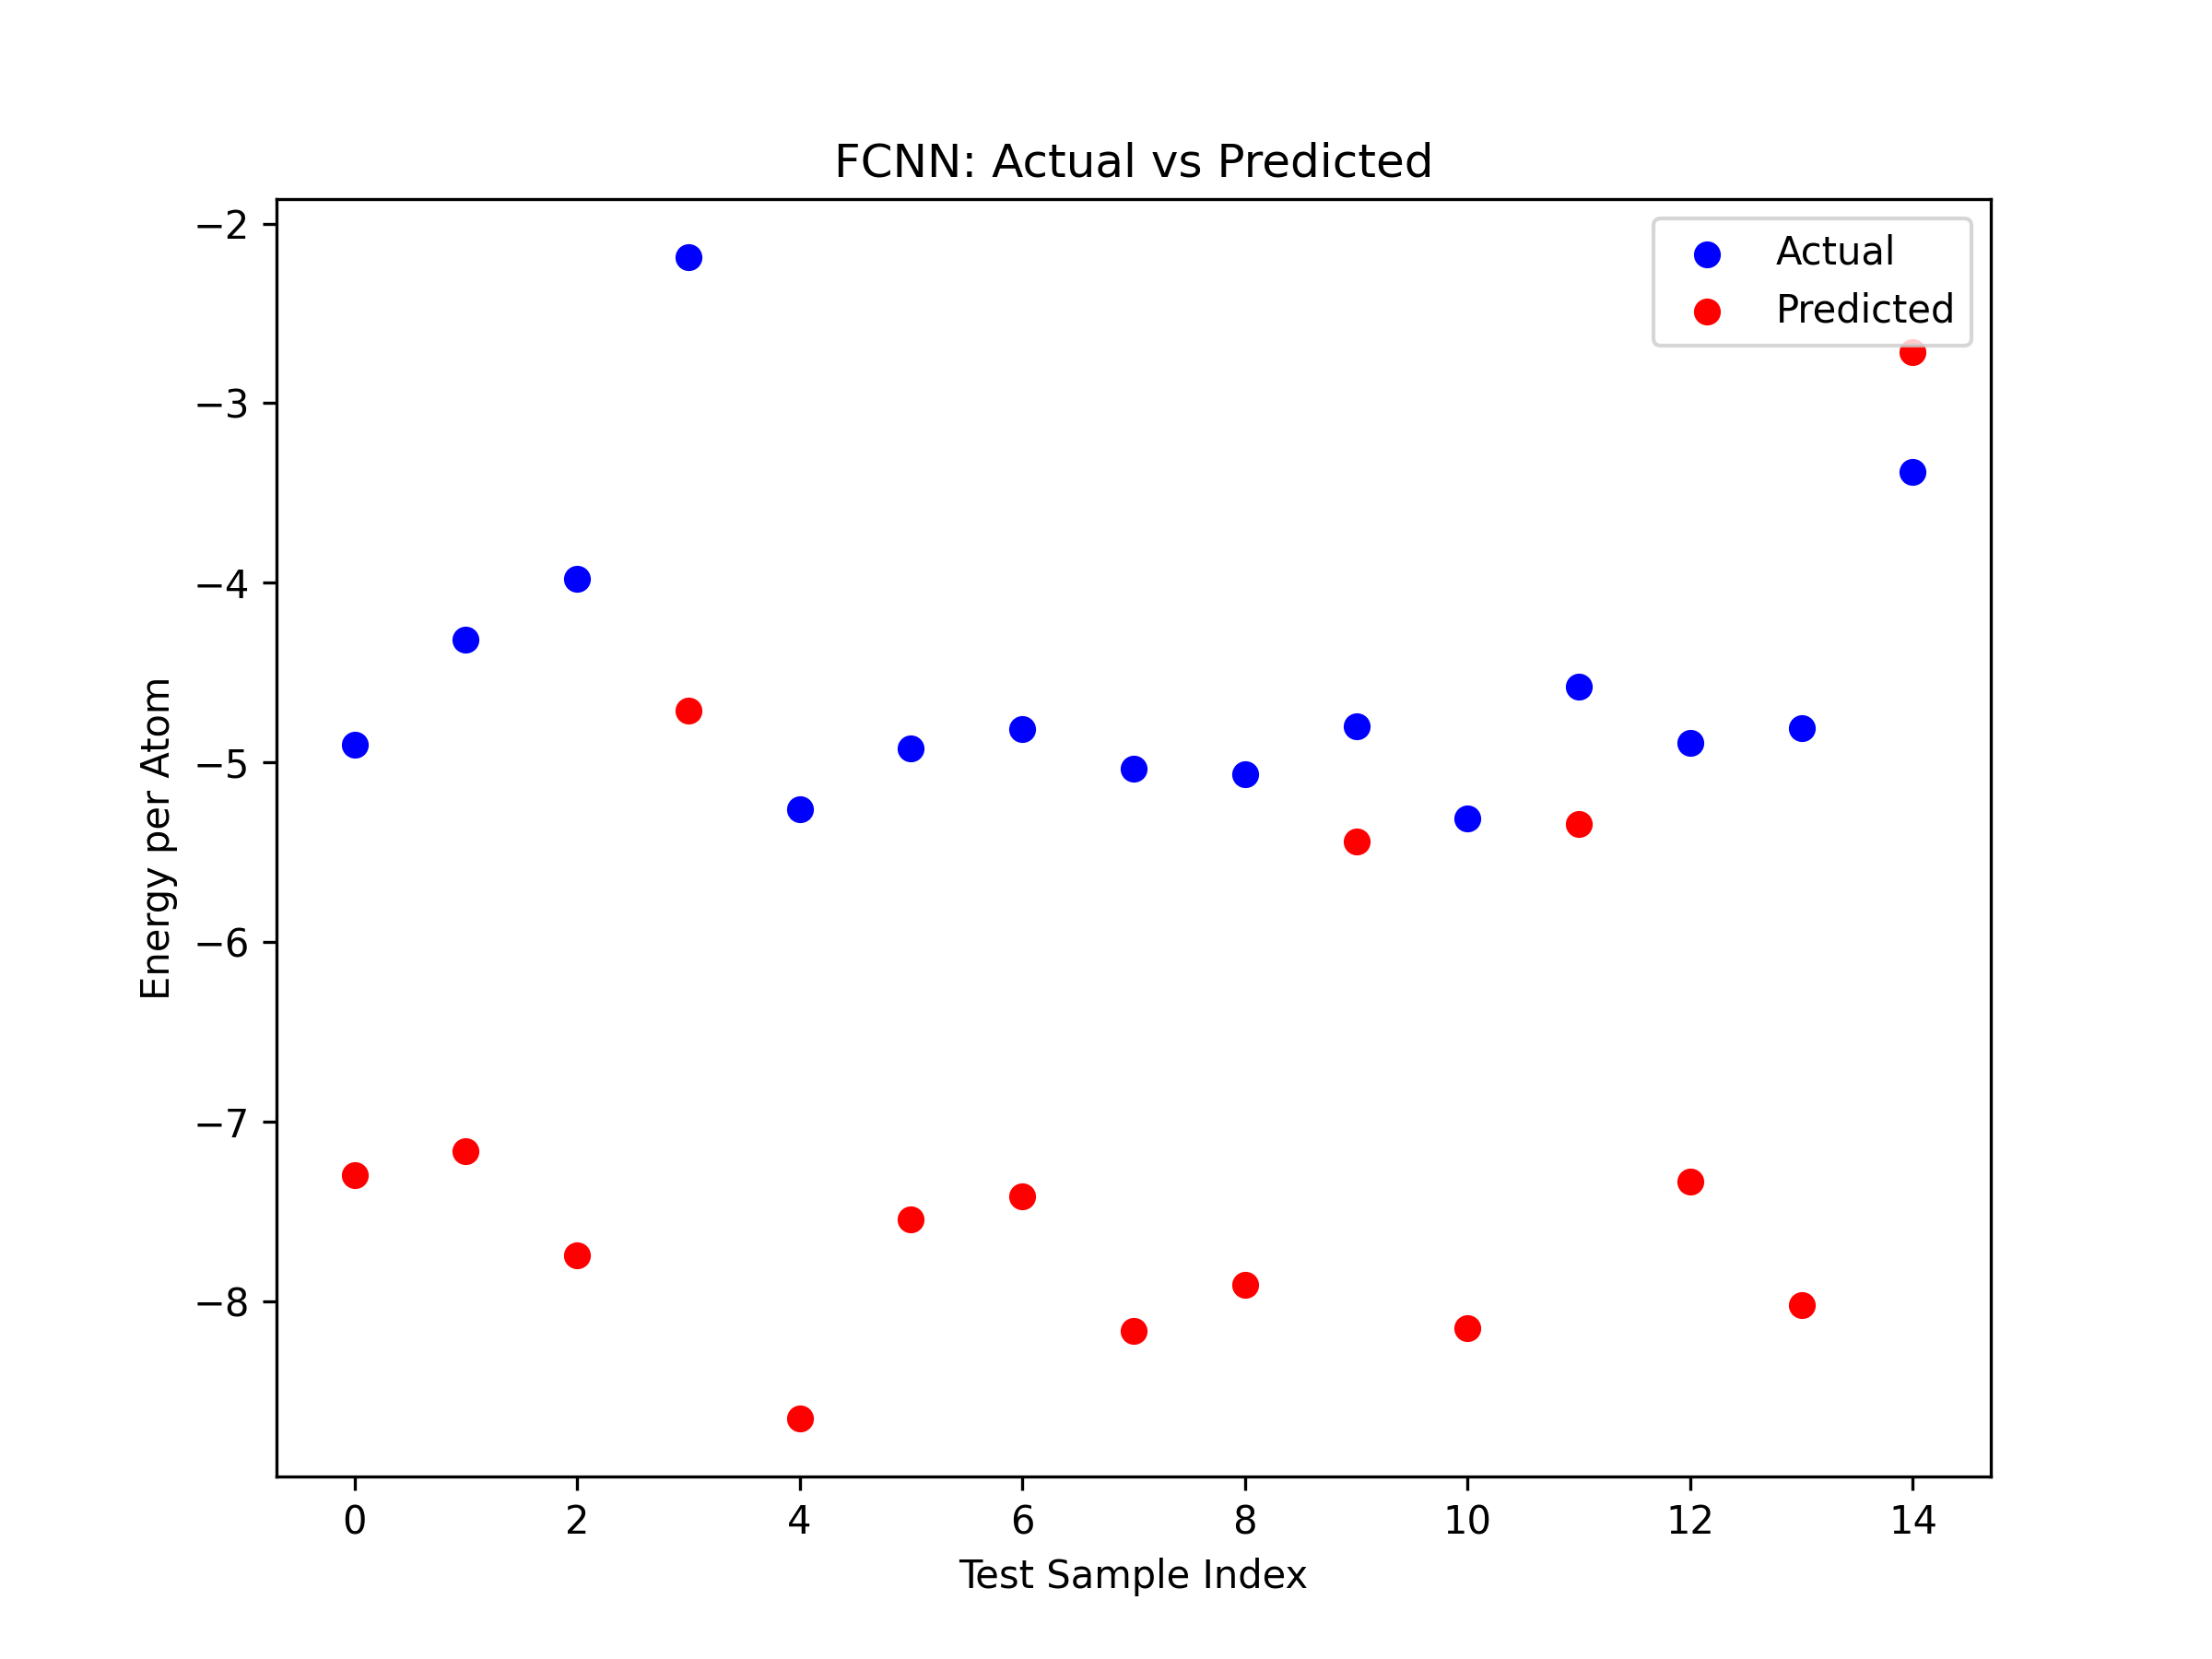 FCNN: Actual vs Predicted
Actual
Predicted
Energy per Atom
−2
−3
−4
−5
−6
−7
−8
0 2 4 6 8 10 12 14
Test Sample Index